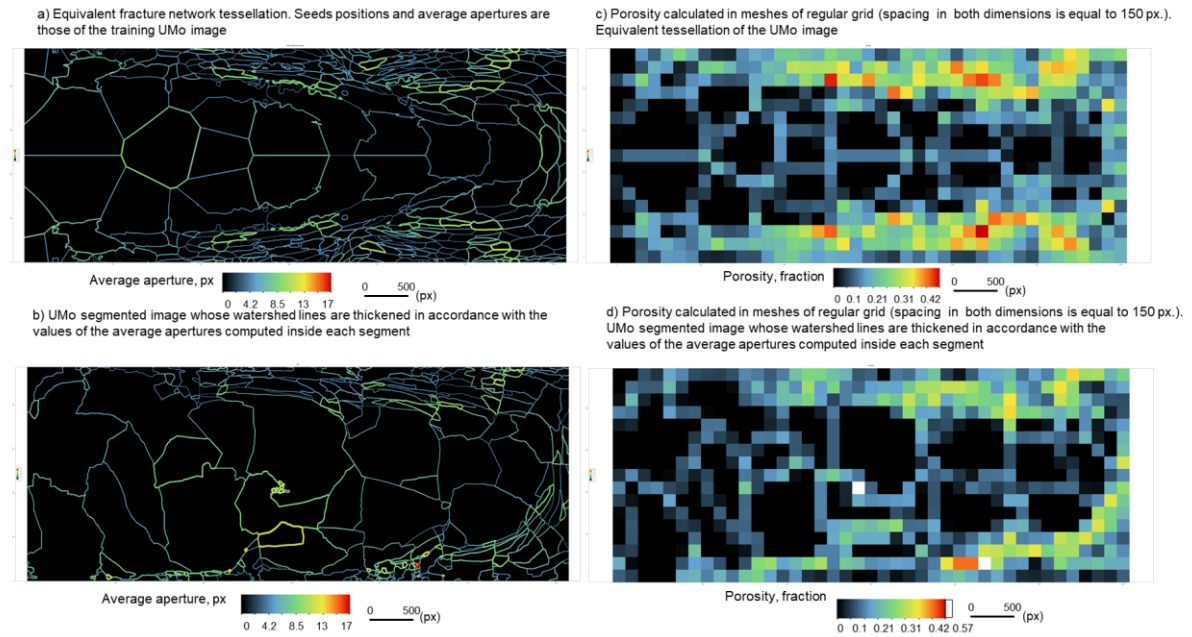 a) Equivalent fracture network tessellation. Seeds positions and average apertures are
those of the training UMo image
Average aperture, px
0 4.2 8.5 13 17
0 500 (px)
b) UMo segmented image whose watershed lines are thickened in accordance with the
values of the average apertures computed inside each segment
Average aperture, px
0 4.2 8.5 13 17
0 500 (px)
c) Porosity calculated in meshes of regular grid (spacing in both dimensions is equal to 150 px.).
Equivalent tessellation of the UMo image
Porosity, fraction
0 0.1 0.21 0.31 0.42
0 500 (px)
d) Porosity calculated in meshes of regular grid (spacing in both dimensions is equal to 150 px.).
UMo segmented image whose watershed lines are thickened in accordance with the
values of the average apertures computed inside each segment
Porosity, fraction
0 0.1 0.21 0.31 0.42 0.57
0 500 (px)